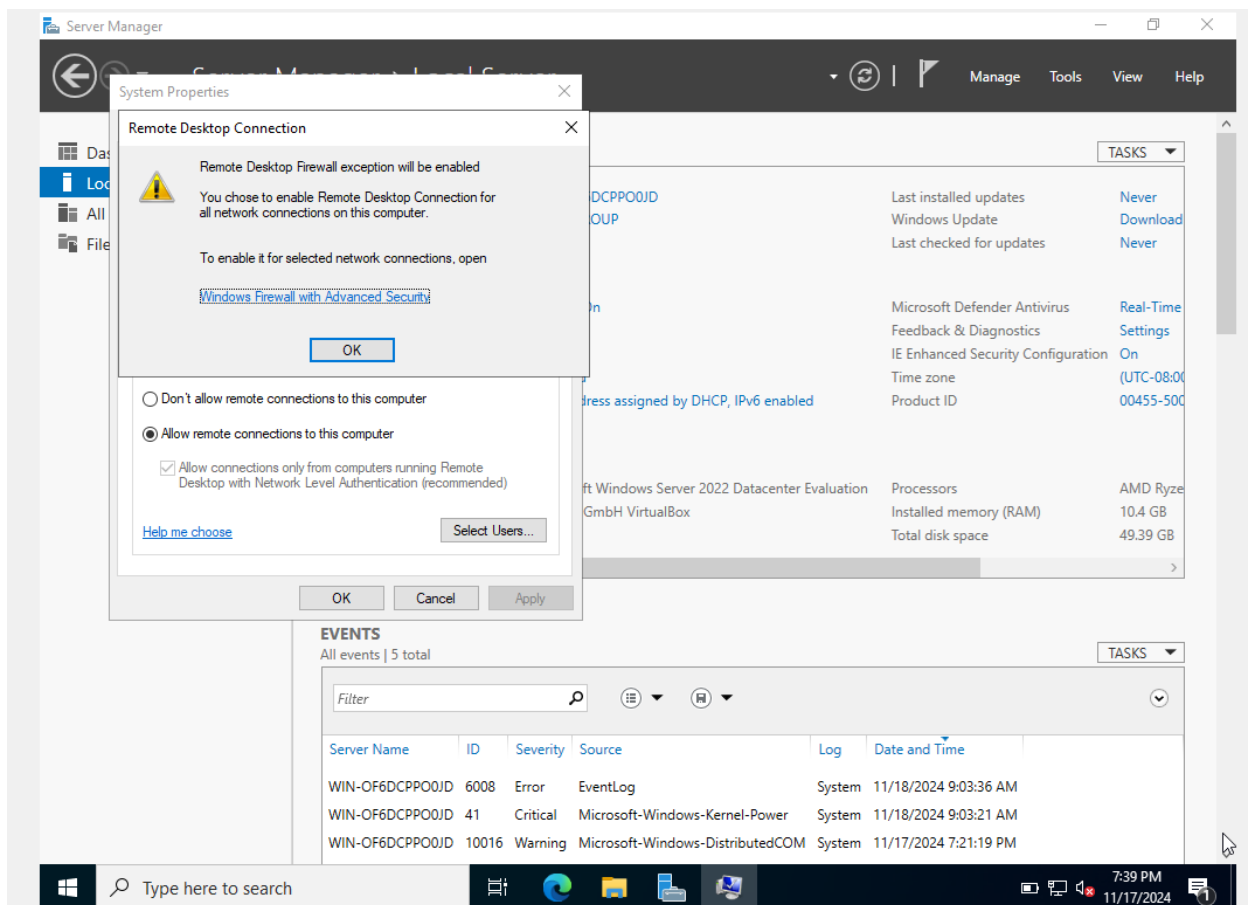 Server Manager
Manage Tools View Help
System Properties
Remote Desktop Connection
Remote Desktop Firewall exception will be enabled
You chose to enable Remote Desktop Connection for
all network connections on this computer.
To enable it for selected network connections, open
Windows Firewall with Advanced Security
OK
Don't allow remote connections to this computer
Allow remote connections to this computer
Allow connections only from computers running Remote
Desktop with Network Level Authentication (recommended)
Help me choose
Select Users...
OK Cancel Apply
Das
Loc
All
File
TASKS
DCPPO0JD Last installed updates Never
OUP Windows Update Download
Last checked for updates Never
On Microsoft Defender Antivirus Real-Time
Feedback & Diagnostics Settings
IE Enhanced Security Configuration On
Time zone (UTC-08:00
dress assigned by DHCP, IPv6 enabled Product ID 00455-500
ft Windows Server 2022 Datacenter Evaluation Processors AMD Ryze
GmbH VirtualBox Installed memory (RAM) 10.4 GB
Total disk space 49.39 GB
EVENTS
All events | 5 total
TASKS
Filter
Server Name ID Severity Source Log Date and Time
WIN-OF6DCPPO0JD 6008 Error EventLog System 11/18/2024 9:03:36 AM
WIN-OF6DCPPO0JD 41 Critical Microsoft-Windows-Kernel-Power System 11/18/2024 9:03:21 AM
WIN-OF6DCPPO0JD 10016 Warning Microsoft-Windows-DistributedCOM System 11/17/2024 7:21:19 PM
Type here to search
7:39 PM
11/17/2024
1